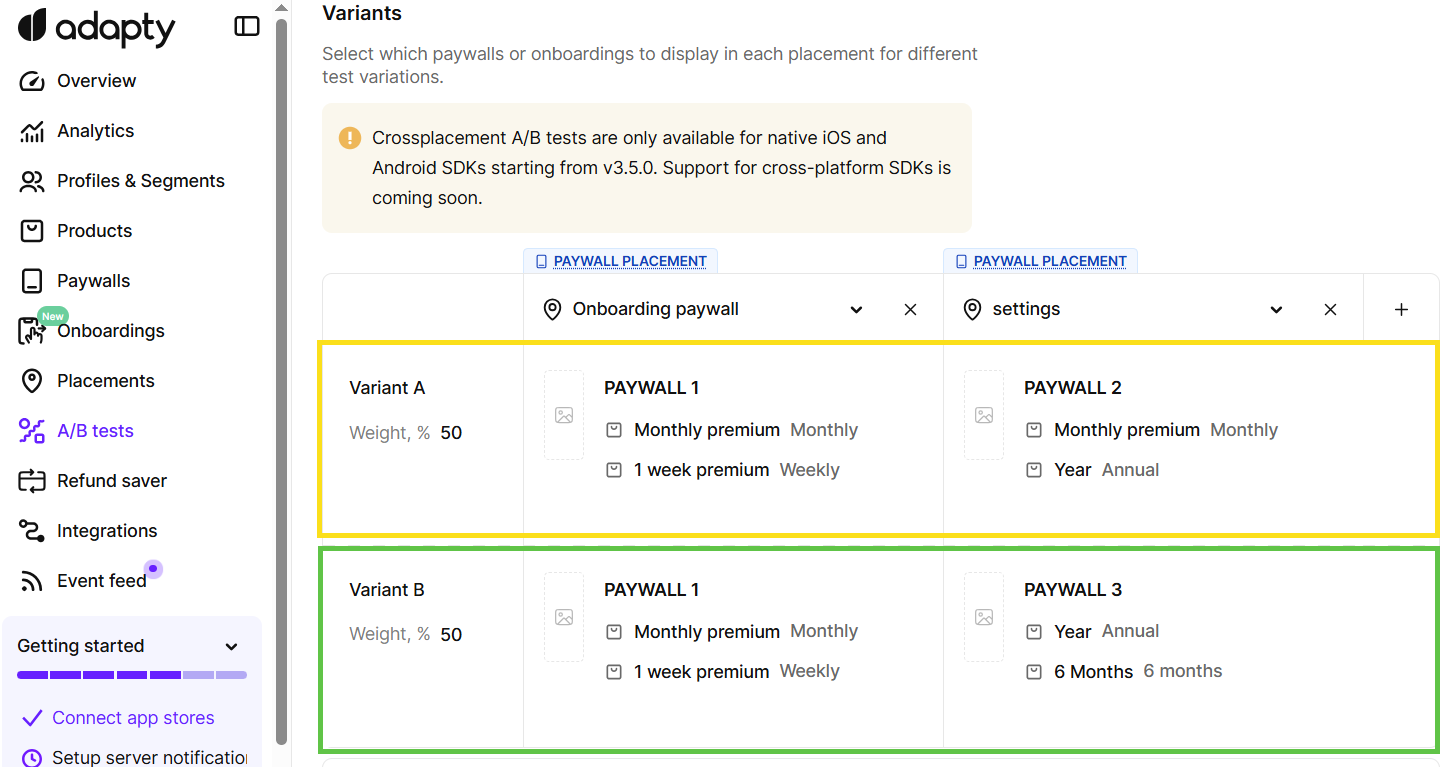 adapty
Overview
Analytics
Profiles & Segments
Products
Paywalls
New
Onboardings
Placements
A/B tests
Refund saver
Integrations
Event feed
Getting started
Connect app stores
Setup server notification
Variants
Select which paywalls or onboardings to display in each placement for different
test variations.
Crossplacement A/B tests are only available for native iOS and
Android SDKs starting from v3.5.0. Support for cross-platform SDKs is
coming soon.
PAYWALL PLACEMENT
PAYWALL PLACEMENT
Onboarding paywall
settings
Variant A
Weight, % 50
PAYWALL 1
Monthly premium Monthly
1 week premium Weekly
PAYWALL 2
Monthly premium Monthly
Year Annual
Variant B
Weight, % 50
PAYWALL 1
Monthly premium Monthly
1 week premium Weekly
PAYWALL 3
Year Annual
6 Months 6 months